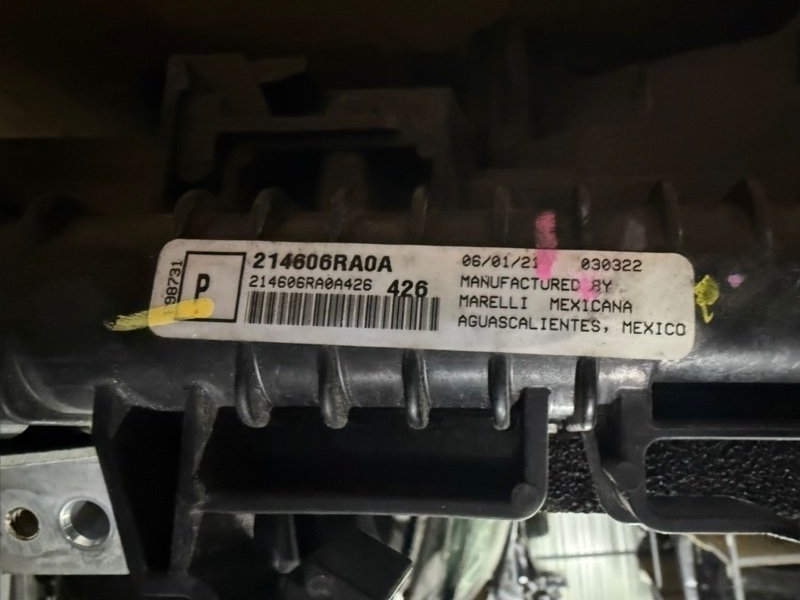 98731
P
214606RA0A
214606RA0A426 426
06/01/21 030322
MANUFACTURED BY
MARELLI MEXICANA
AGUASCALIENTES, MEXICO